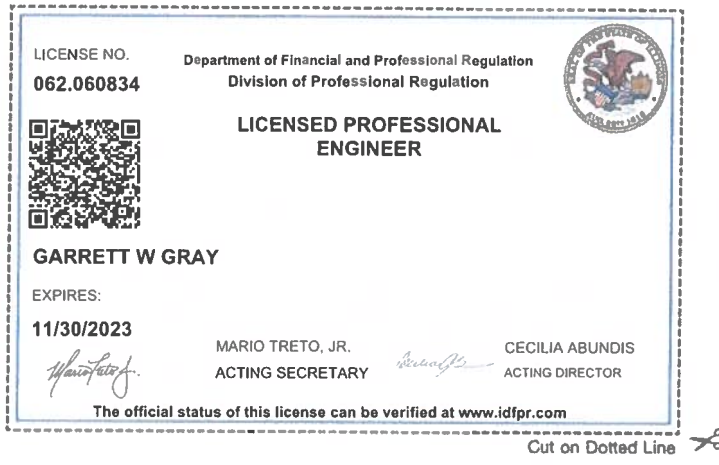 LICENSE NO.
062.060834
Department of Financial and Professional Regulation
Division of Professional Regulation
LICENSED PROFESSIONAL
ENGINEER
GARRETT W GRAY
EXPIRES:
11/30/2023
MARIO TRETO, JR.
ACTING SECRETARY
CECILIA ABUNDIS
ACTING DIRECTOR
The official status of this license can be verified at www.idfpr.com
Cut on Dotted Line